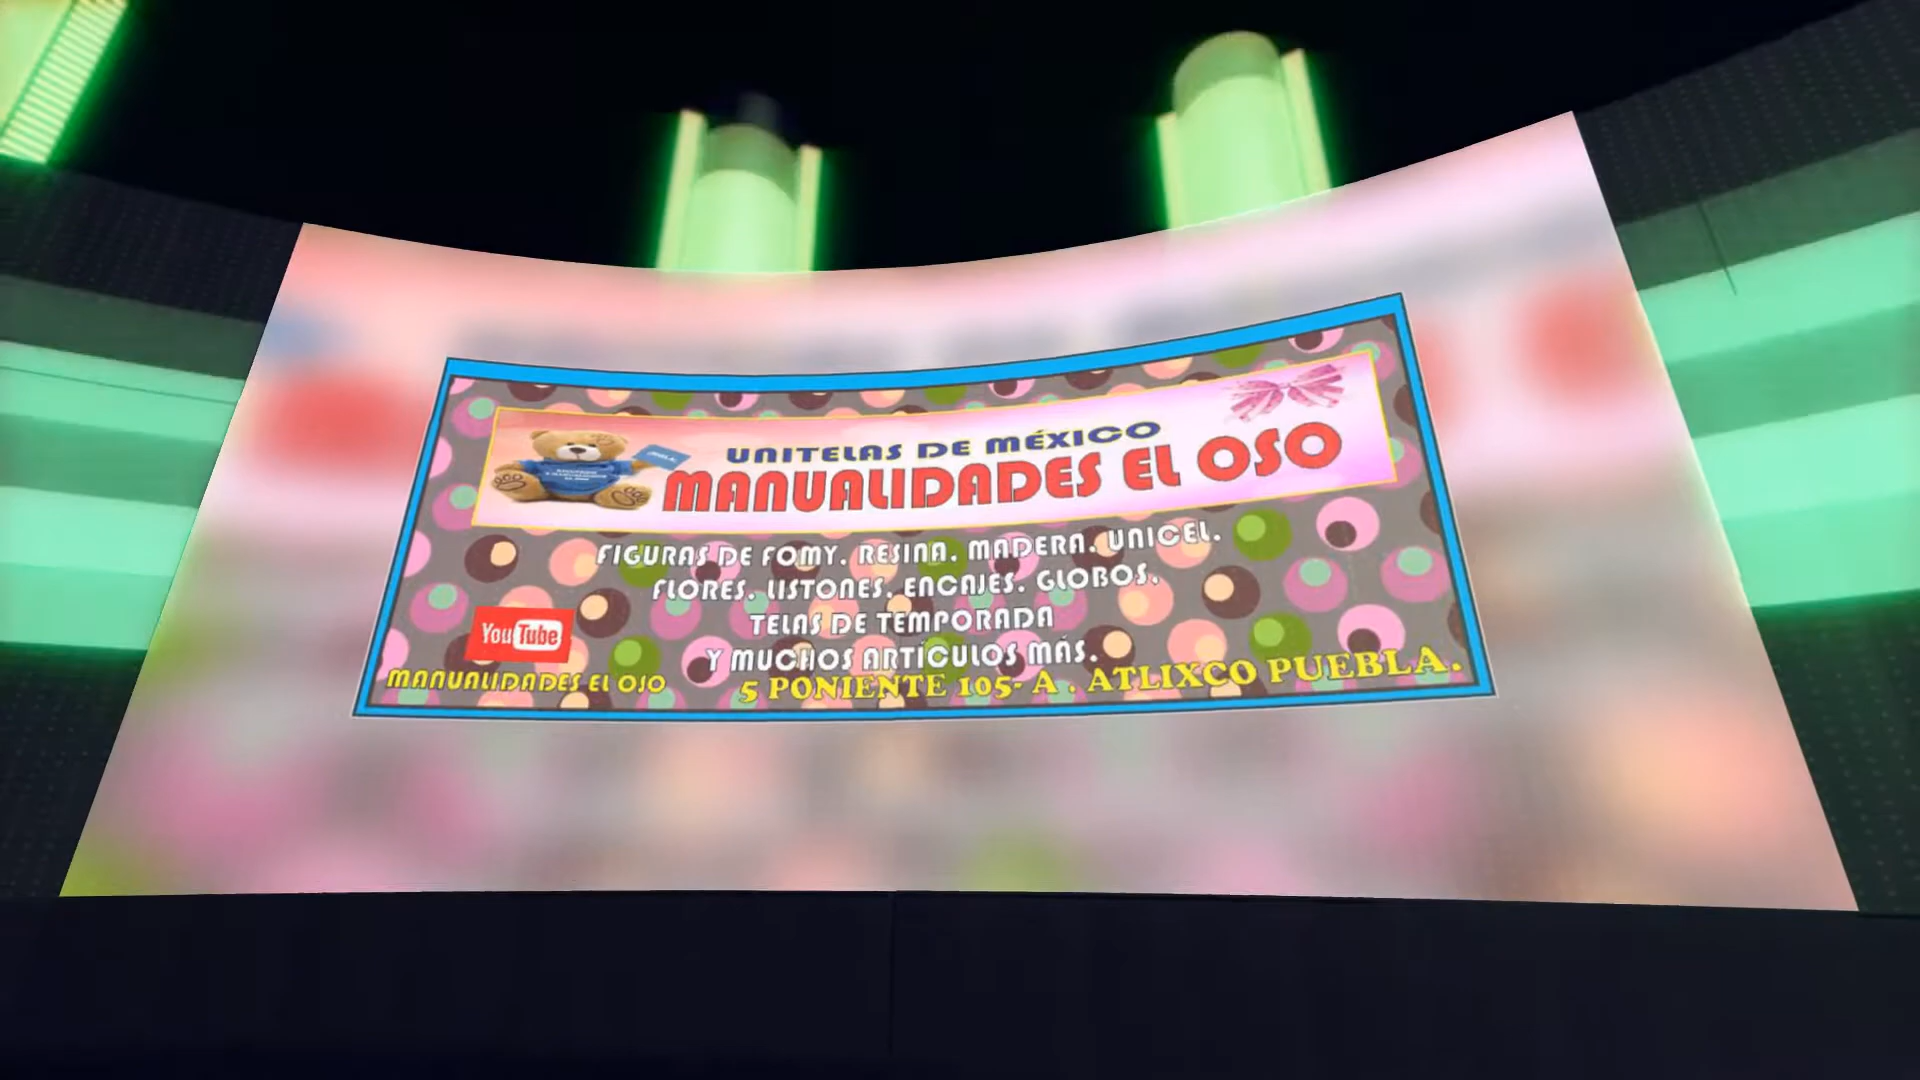 UNITELAS DE MÉXICO
MANUALIDADES EL OSO
FIGURAS DE FOMY. RESINA. MADERA. UNICEL.
FLORES. LISTONES. ENCAJES. GLOBOS.
TELAS DE TEMPORADA
Y MUCHOS ARTÍCULOS MÁS.
YouTube
MANUALIDADES EL OSO
5 PONIENTE 105- A . ATLIXCO PUEBLA.